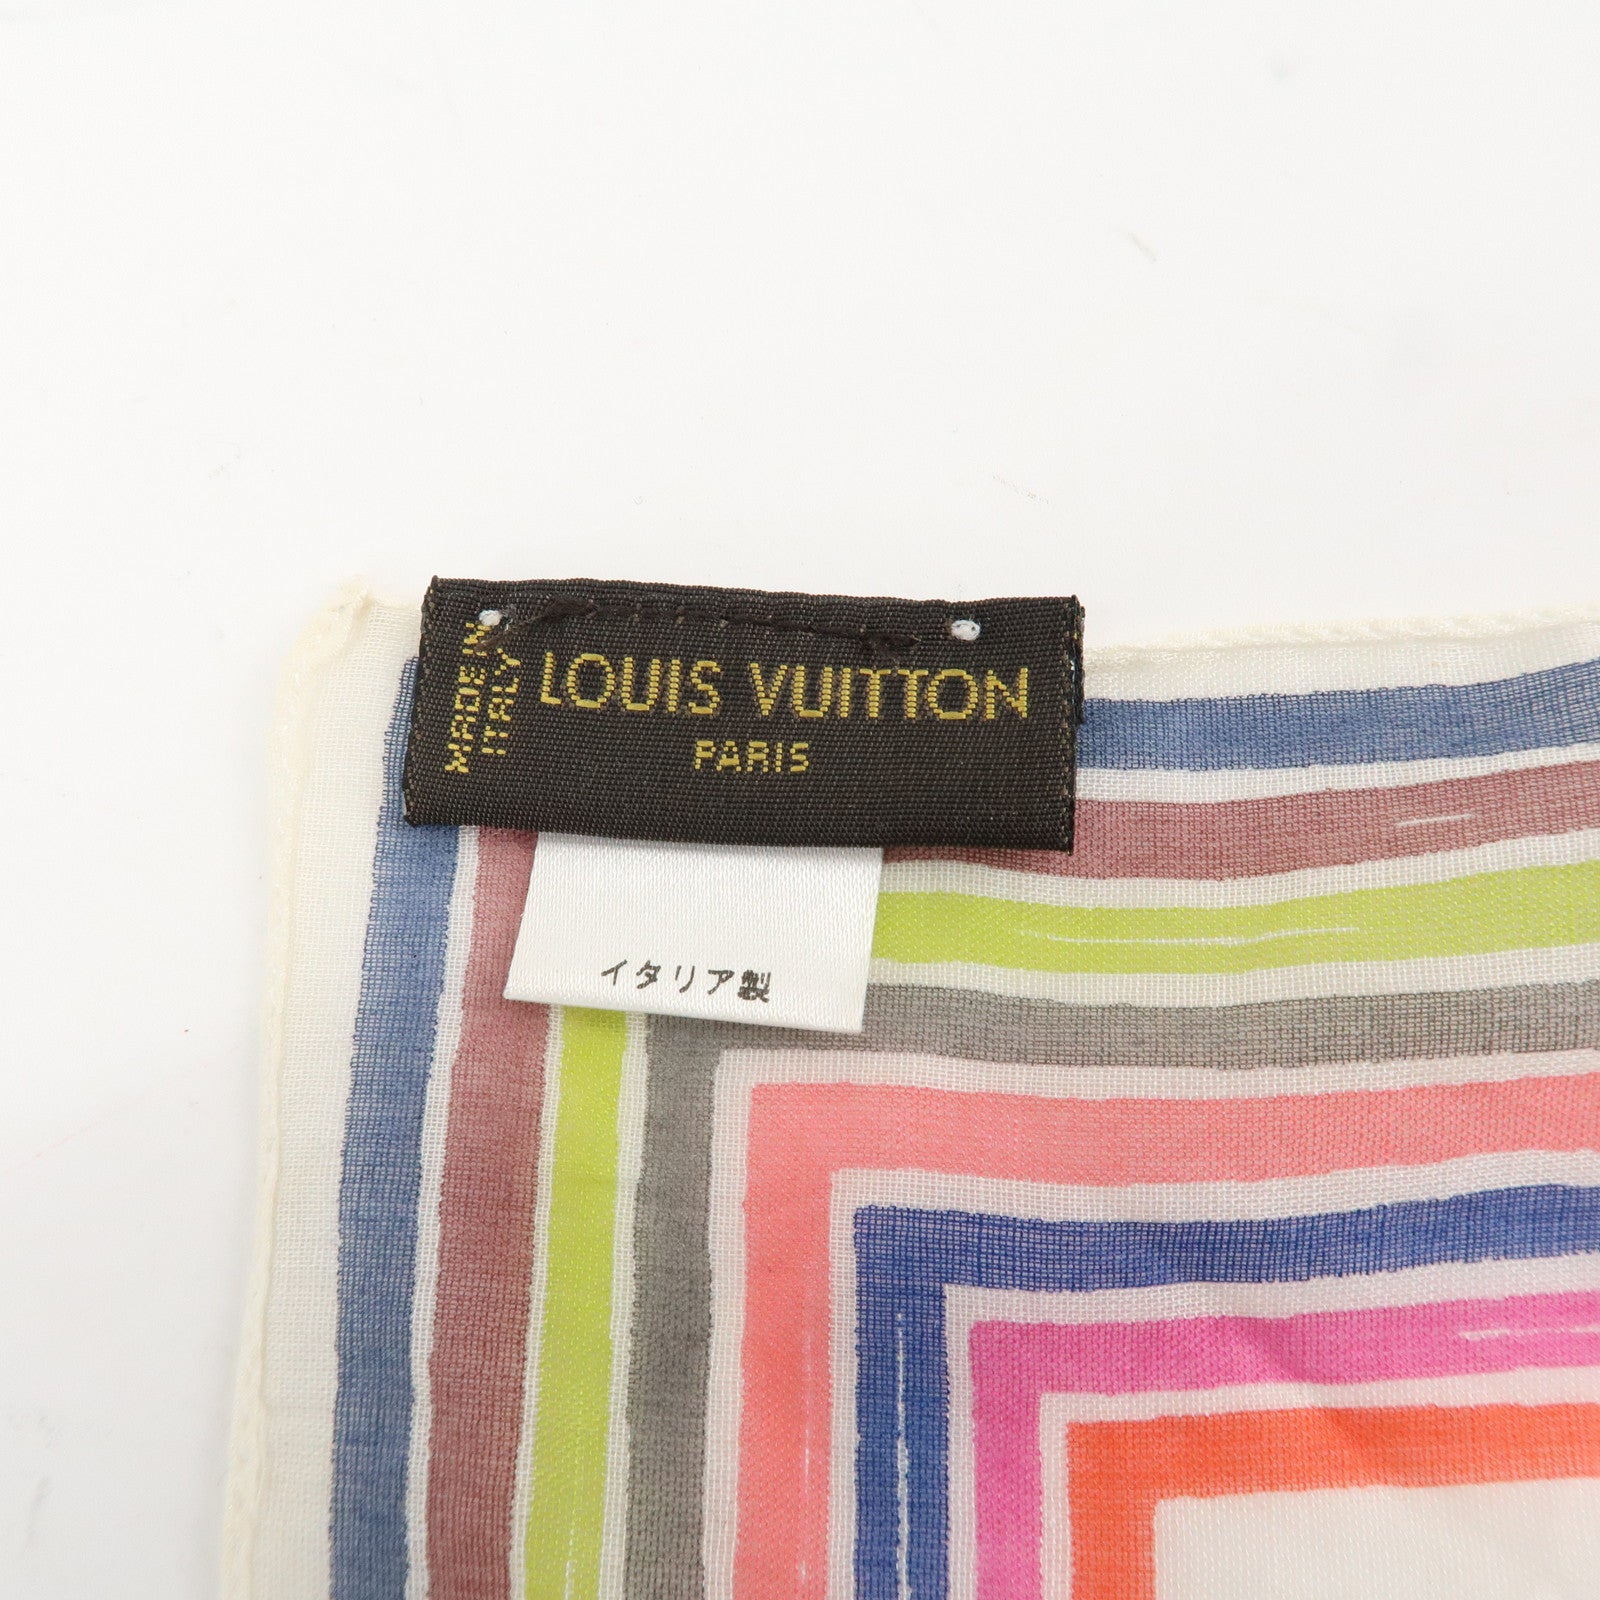 MADE IN
ITALY
LOUIS VUITTON
PARIS
イタリア製